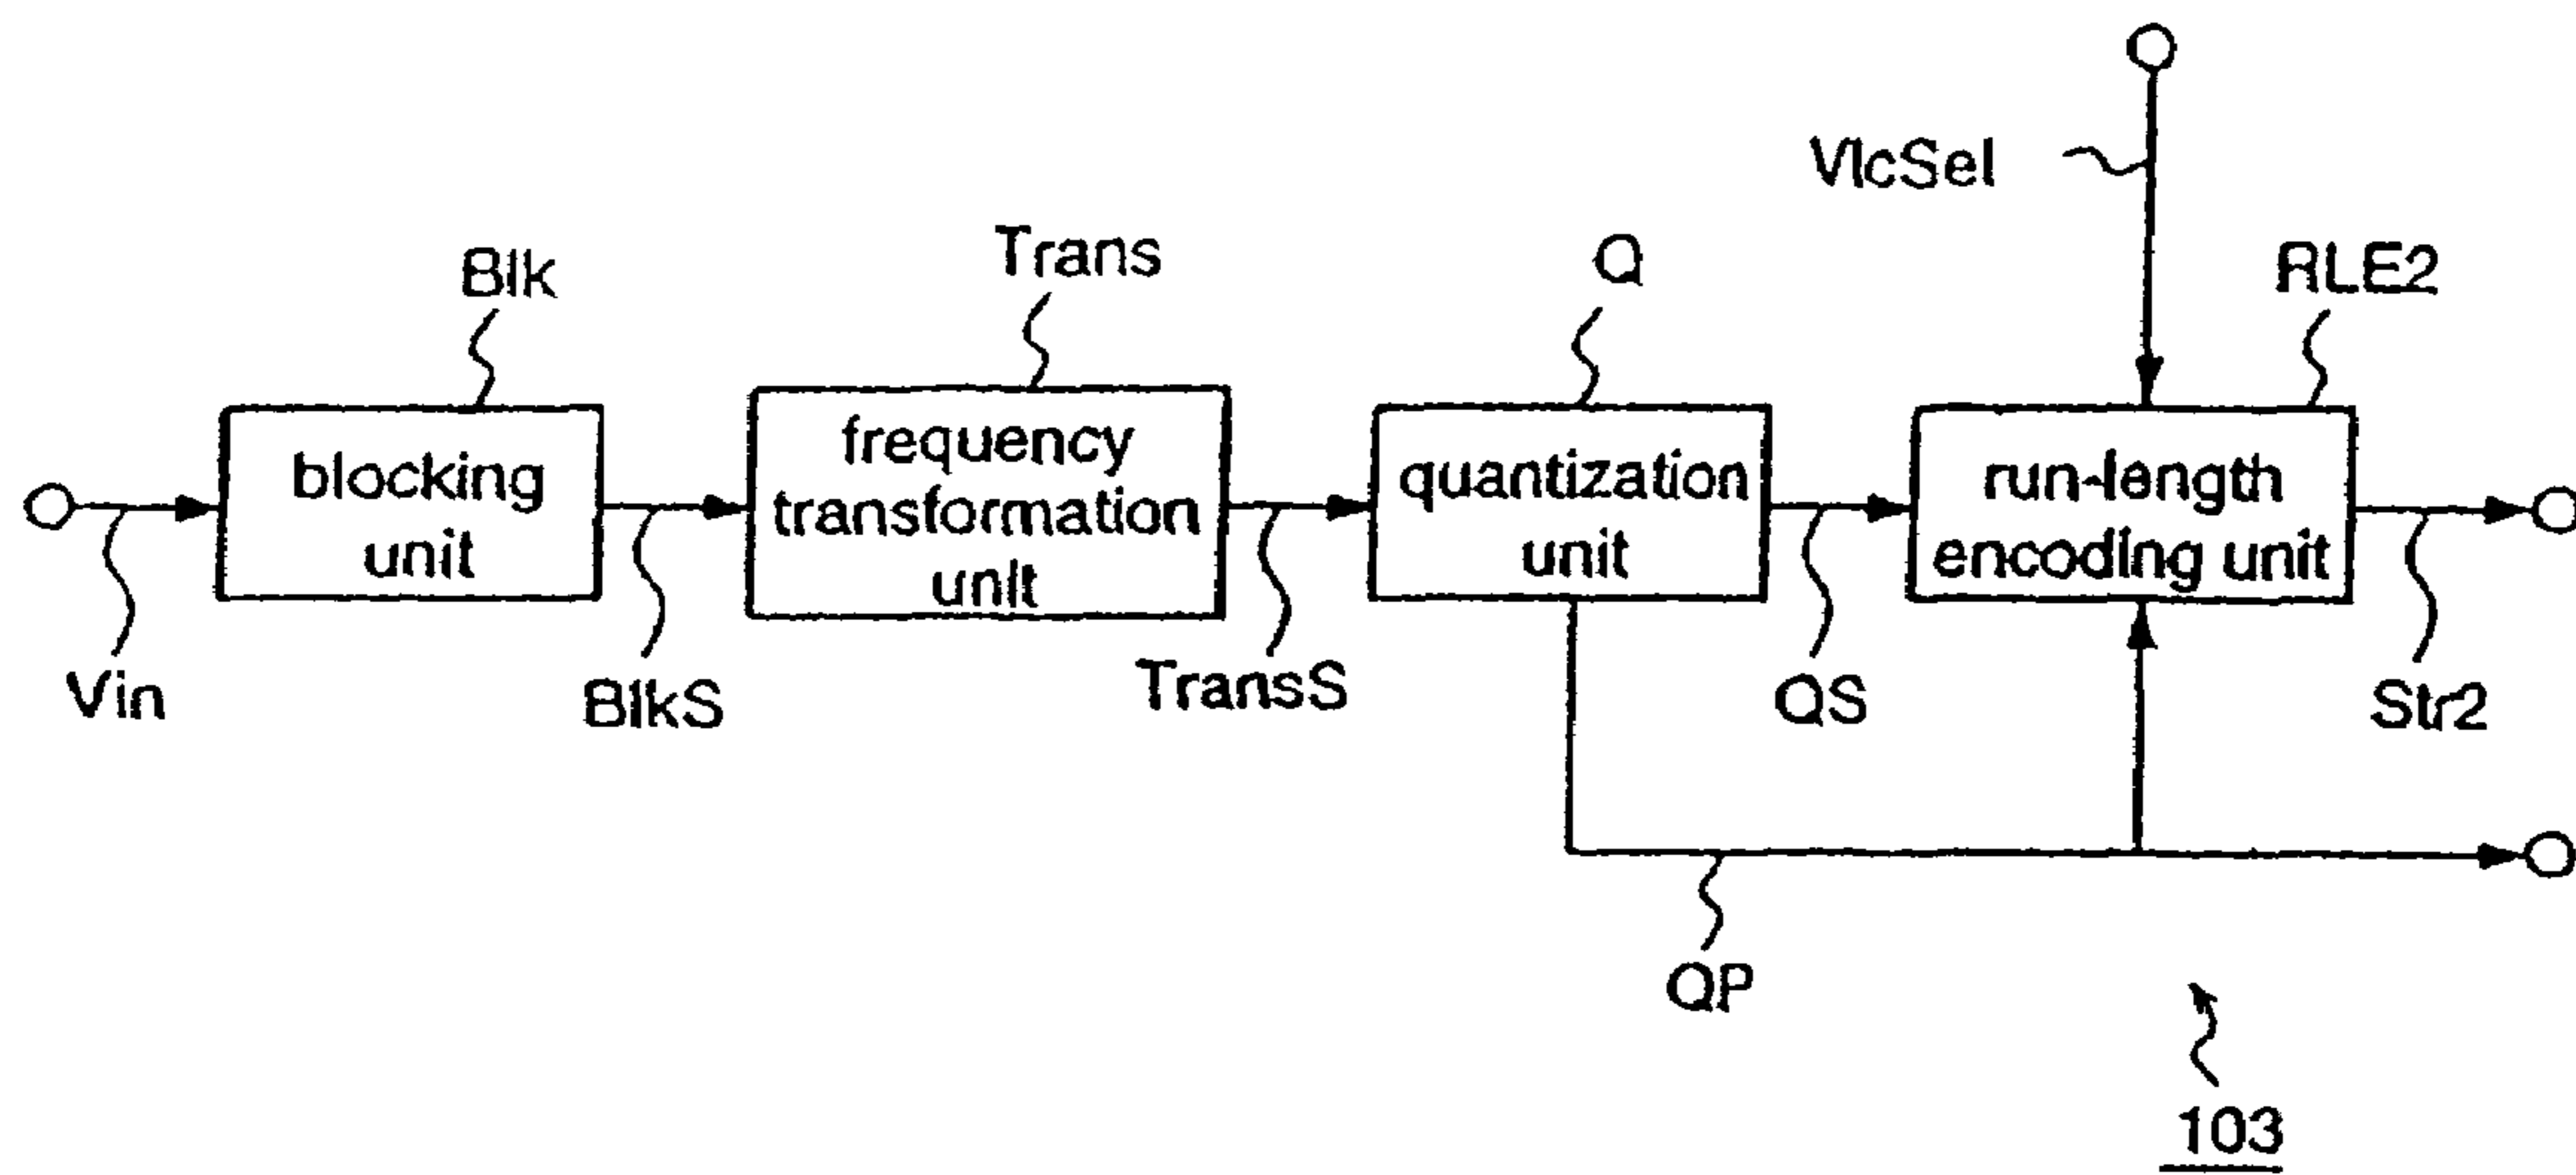 VlcSel
Blk
Trans
Q
RLE2
blocking
unit
frequency
transformation
unit
quantization
unit
run-length
encoding unit
Vin
BlkS
TransS
QS
Str2
QP
103